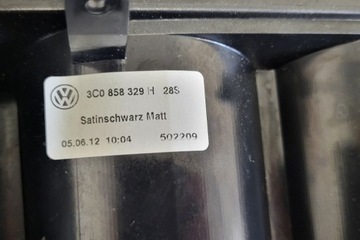 3C0 858 329 H 28S
Satinschwarz Matt
05.06.12 10:04 502209